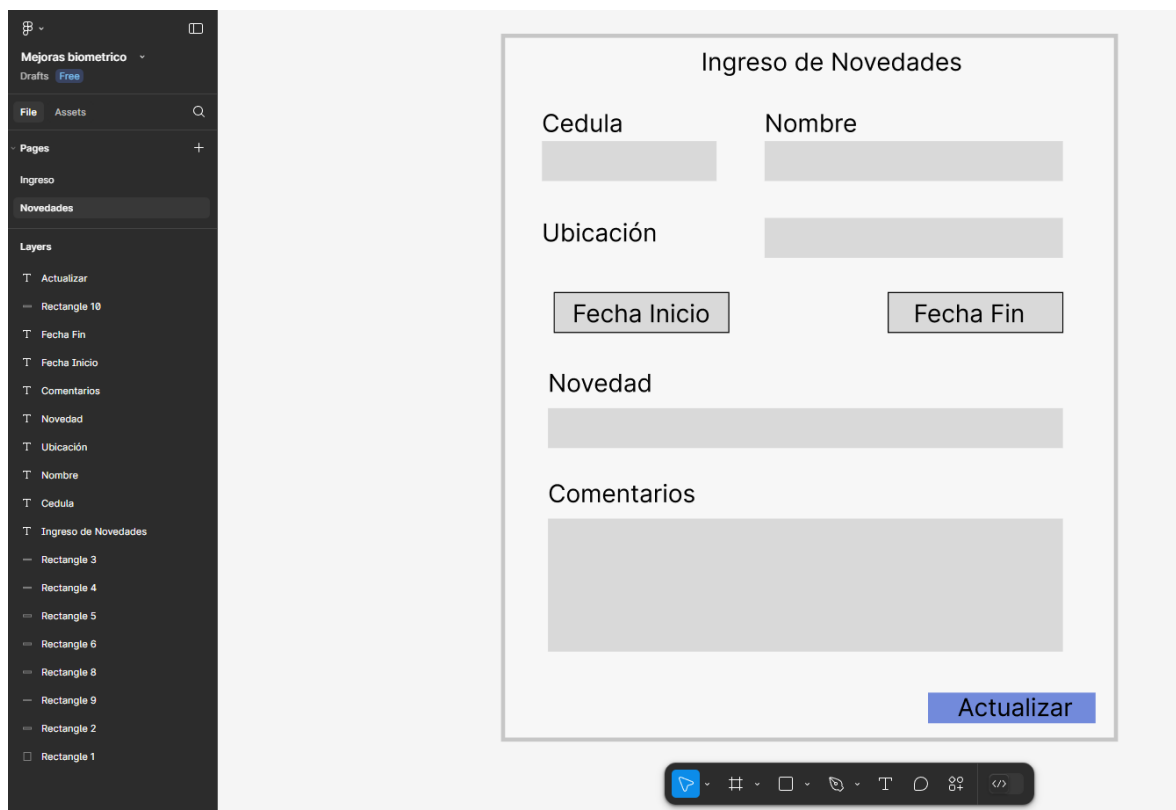 Mejoras biometrico
Drafts Free
File Assets
Pages
Ingreso
Novedades
Layers
Actualizar
Rectangle 10
Fecha Fin
Fecha Inicio
Comentarios
Novedad
Ubicación
Nombre
Cedula
Ingreso de Novedades
Rectangle 3
Rectangle 4
Rectangle 5
Rectangle 6
Rectangle 8
Rectangle 9
Rectangle 2
Rectangle 1
Ingreso de Novedades
Cedula Nombre
Ubicación
Fecha Inicio Fecha Fin
Novedad
Comentarios
Actualizar